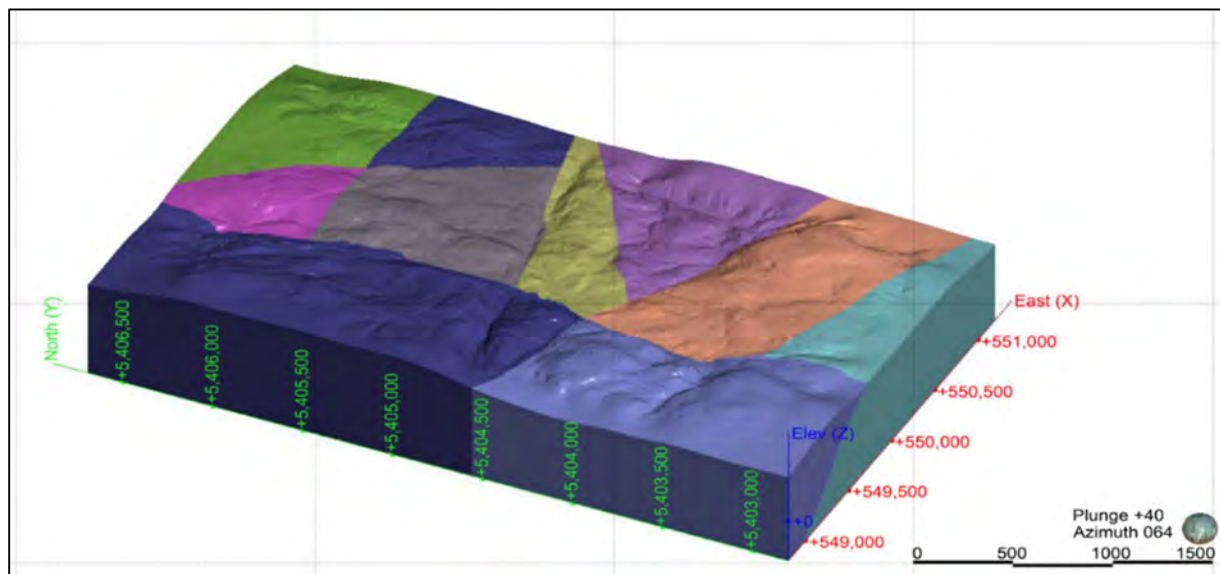 North (Y)
+5,406,500
+5,406,000
+5,405,500
+5,405,000
+5,404,500
+5,404,000
+5,403,500
+5,403,000
East (X)
+551,000
+550,500
+550,000
+549,500
+549,000
Elev (Z)
+0
Plunge +40
Azimuth 064
0 500 1000 1500